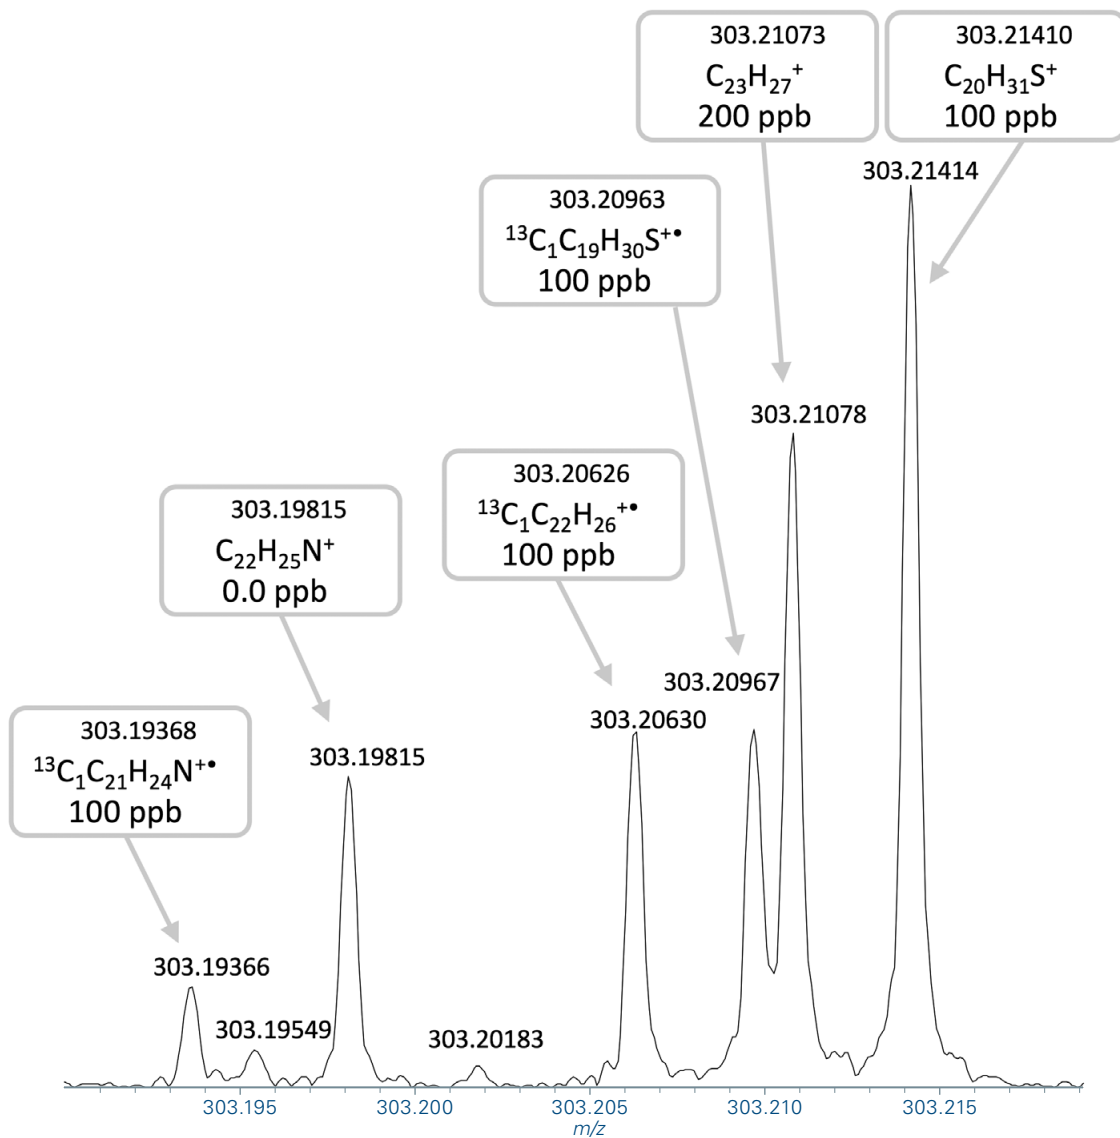 303.21073
C₂₃H₂₇⁺
200 ppb
303.21410
C₂₀H₃₁S⁺
100 ppb
303.21414
303.20963
¹³C₁C₁₉H₃₀S⁺•
100 ppb
303.21078
303.20626
¹³C₁C₂₂H₂₆⁺•
100 ppb
303.19815
C₂₂H₂₅N⁺
0.0 ppb
303.20967
303.20630
303.19368
¹³C₁C₂₁H₂₄N⁺•
100 ppb
303.19815
303.19366
303.19549
303.20183
303.195 303.200 303.205 303.210 303.215
m/z